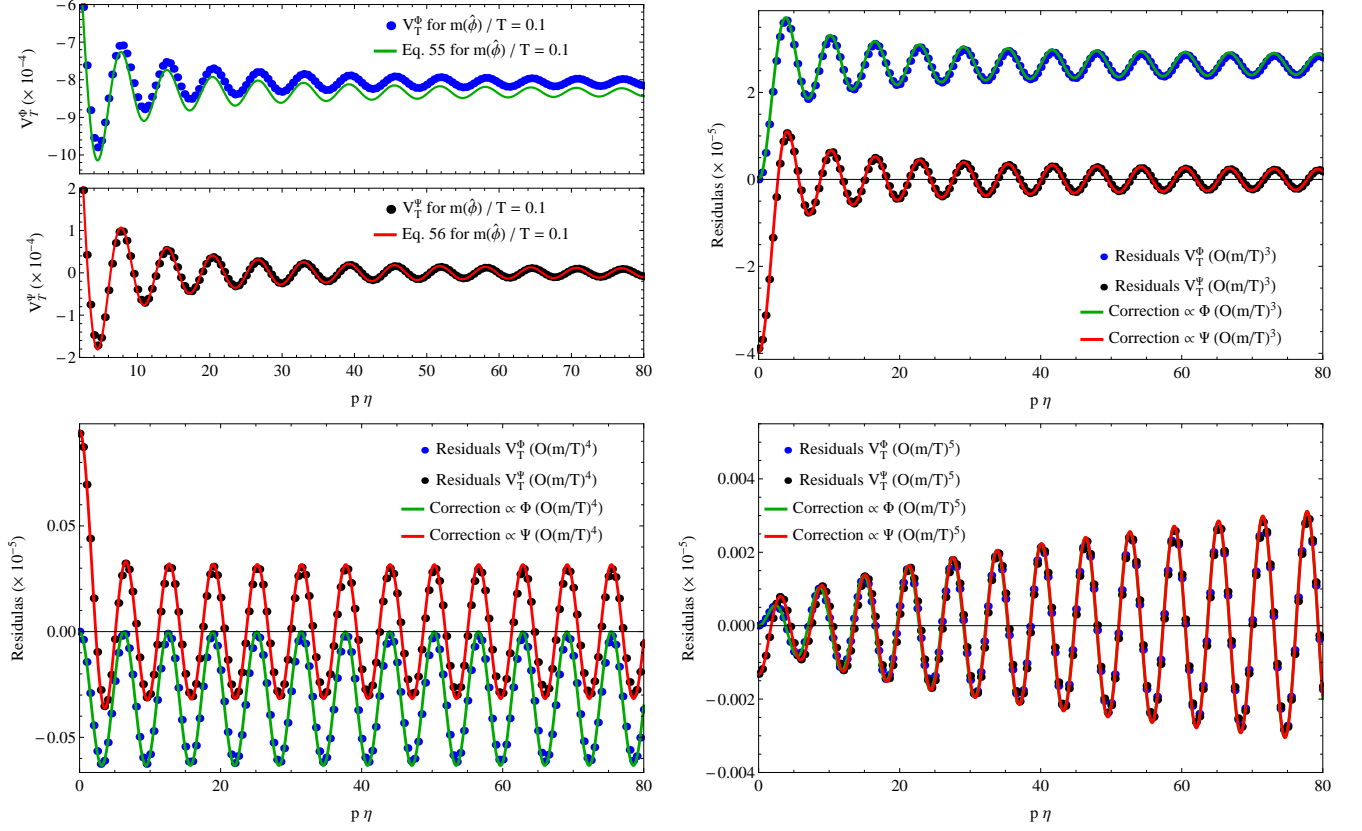 −6
−7
−8
−9
−10
V_T^Φ (× 10^−4)
V_T^Φ for m(ϕ̂) / T = 0.1
Eq. 55 for m(ϕ̂) / T = 0.1
2
1
0
−1
−2
V_T^Ψ (× 10^−4)
V_T^Ψ for m(ϕ̂) / T = 0.1
Eq. 56 for m(ϕ̂) / T = 0.1
10 20 30 40 50 60 70 80
p η
2
0
−2
−4
Residulas (× 10^−5)
Residuals V_T^Φ (O(m/T)^3)
Residuals V_T^Ψ (O(m/T)^3)
Correction ∝ Φ (O(m/T)^3)
Correction ∝ Ψ (O(m/T)^3)
0 20 40 60 80
p η
0.05
0.00
−0.05
Residulas (× 10^−5)
Residuals V_T^Φ (O(m/T)^4)
Residuals V_T^Ψ (O(m/T)^4)
Correction ∝ Φ (O(m/T)^4)
Correction ∝ Ψ (O(m/T)^4)
0 20 40 60 80
p η
0.004
0.002
0.000
−0.002
−0.004
Residulas (× 10^−5)
Residuals V_T^Φ (O(m/T)^5)
Residuals V_T^Ψ (O(m/T)^5)
Correction ∝ Φ (O(m/T)^5)
Correction ∝ Ψ (O(m/T)^5)
0 20 40 60 80
p η